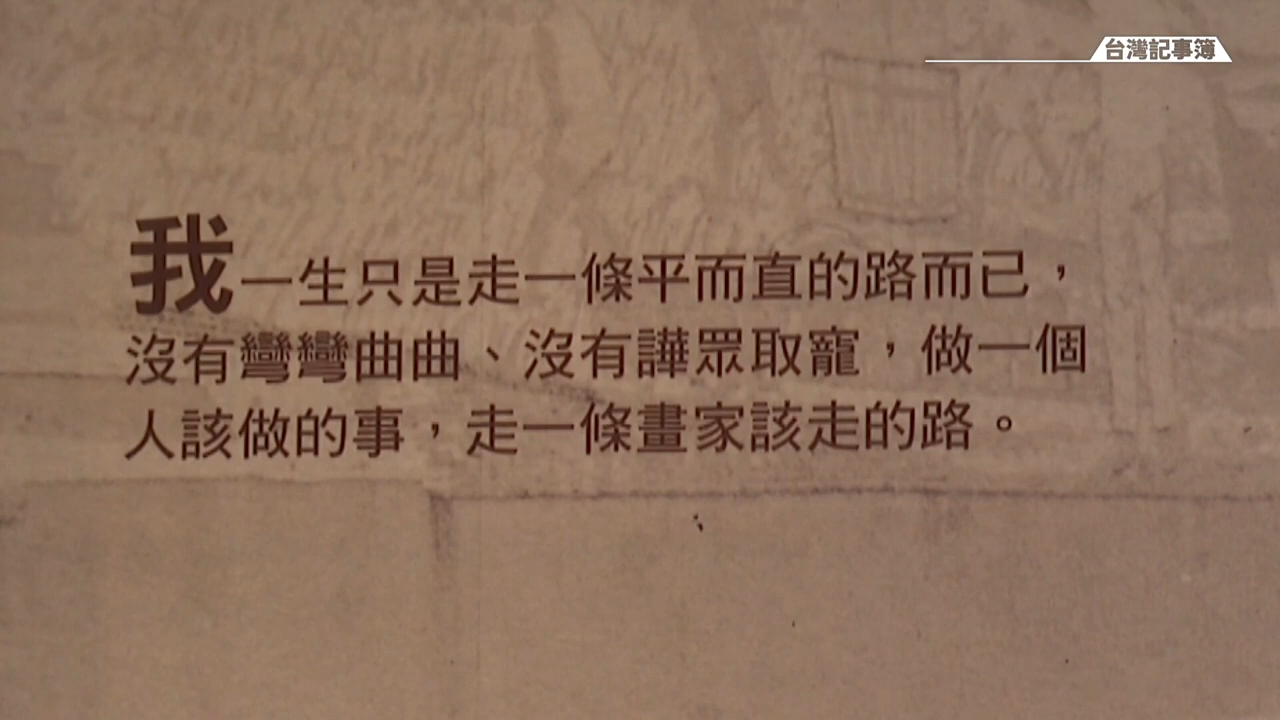 台灣記事簿
我一生只是走一條平而直的路而已，
沒有彎彎曲曲、沒有譁眾取寵，做一個
人該做的事，走一條畫家該走的路。